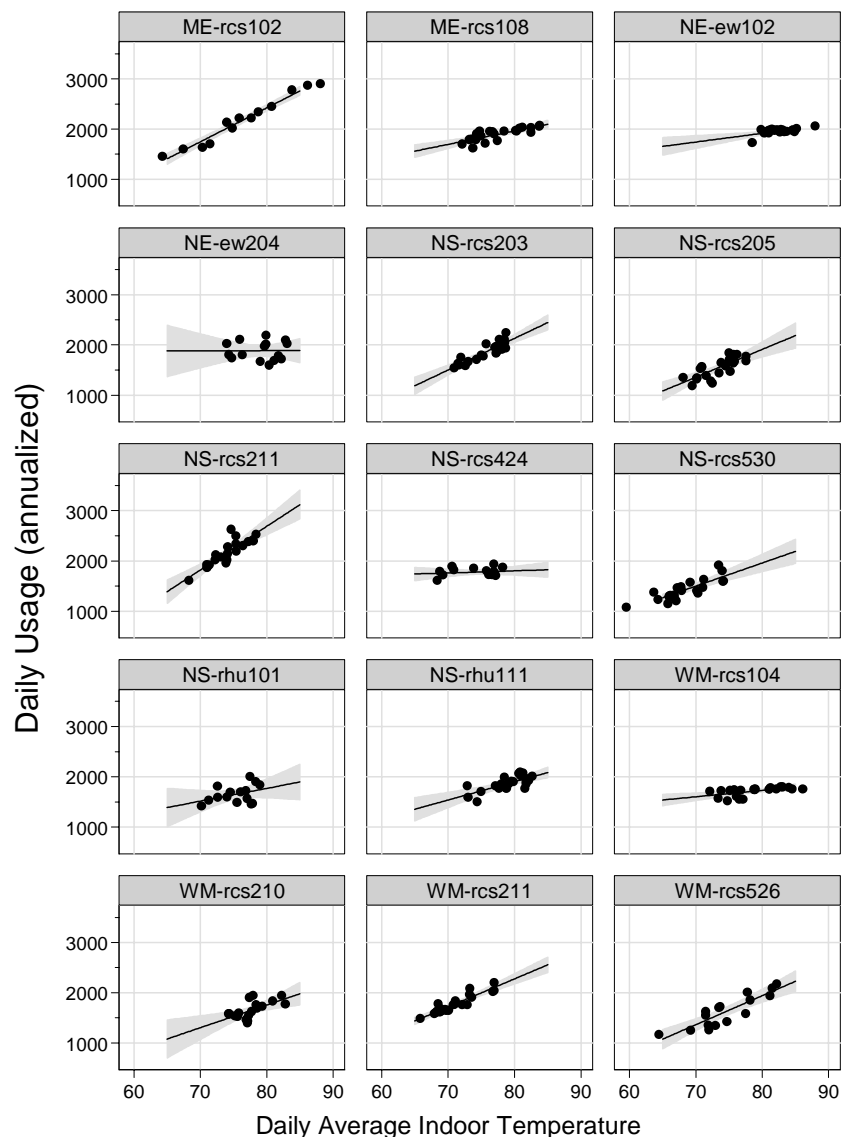 ME-rcs102 ME-rcs108 NE-ew102
3000
2000
1000
NE-ew204 NS-rcs203 NS-rcs205
3000
2000
1000
NS-rcs211 NS-rcs424 NS-rcs530
3000
2000
1000
NS-rhu101 NS-rhu111 WM-rcs104
3000
2000
1000
WM-rcs210 WM-rcs211 WM-rcs526
3000
2000
1000
60 70 80 90 60 70 80 90 60 70 80 90
Daily Average Indoor Temperature
Daily Usage (annualized)